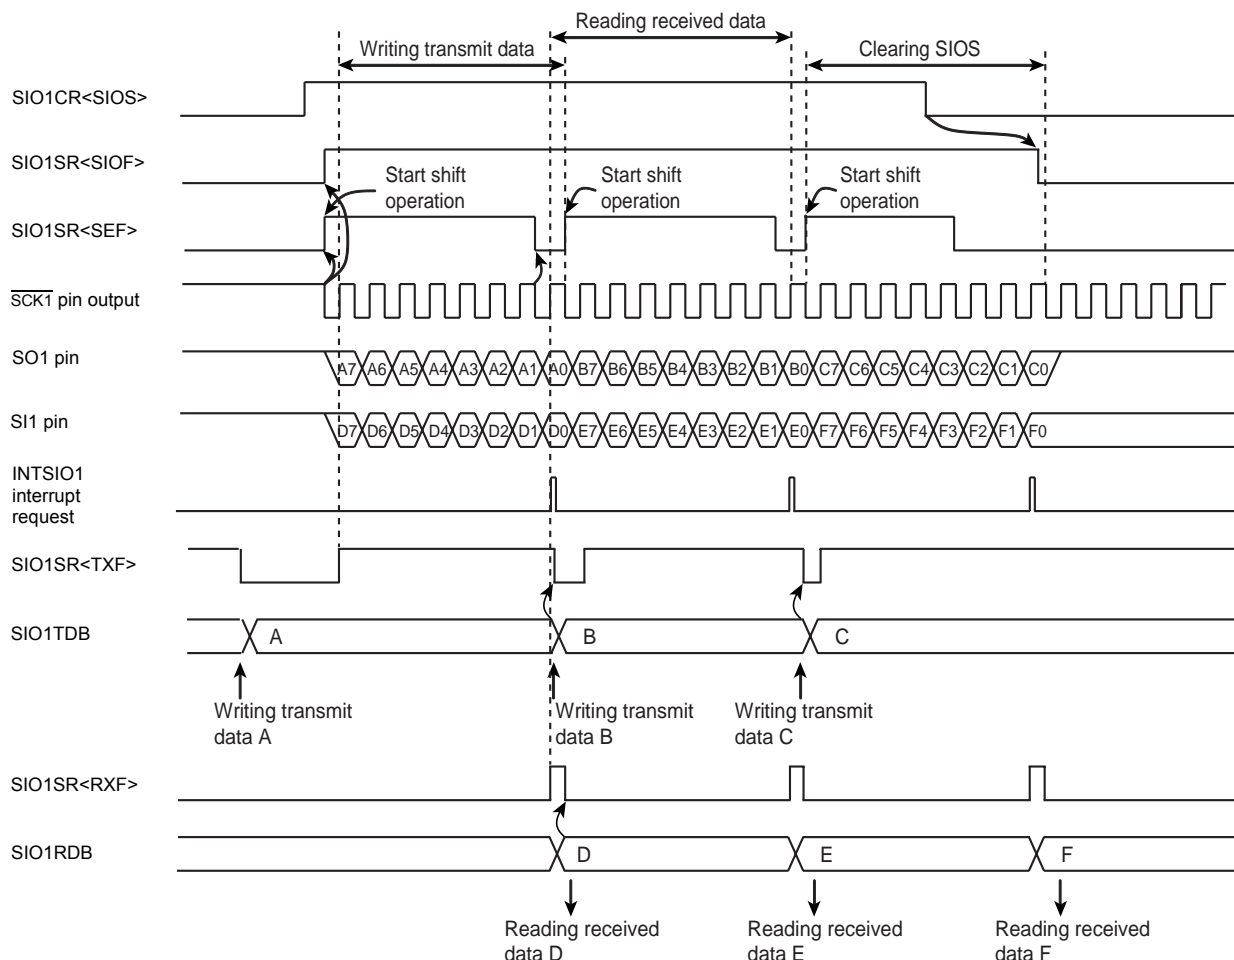 Reading received data
Writing transmit data
Clearing SIOS
SIO1CR<SIOS>
SIO1SR<SIOF>
Start shift
operation
Start shift
operation
Start shift
operation
SIO1SR<SEF>
SCK1 pin output
SO1 pin
A7 A6 A5 A4 A3 A2 A1 A0 B7 B6 B5 B4 B3 B2 B1 B0 C7 C6 C5 C4 C3 C2 C1 C0
SI1 pin
D7 D6 D5 D4 D3 D2 D1 D0 E7 E6 E5 E4 E3 E2 E1 E0 F7 F6 F5 F4 F3 F2 F1 F0
INTSIO1
interrupt
request
SIO1SR<TXF>
SIO1TDB
A B C
Writing transmit
data A
Writing transmit
data B
Writing transmit
data C
SIO1SR<RXF>
SIO1RDB
D E F
Reading received
data D
Reading received
data E
Reading received
data F